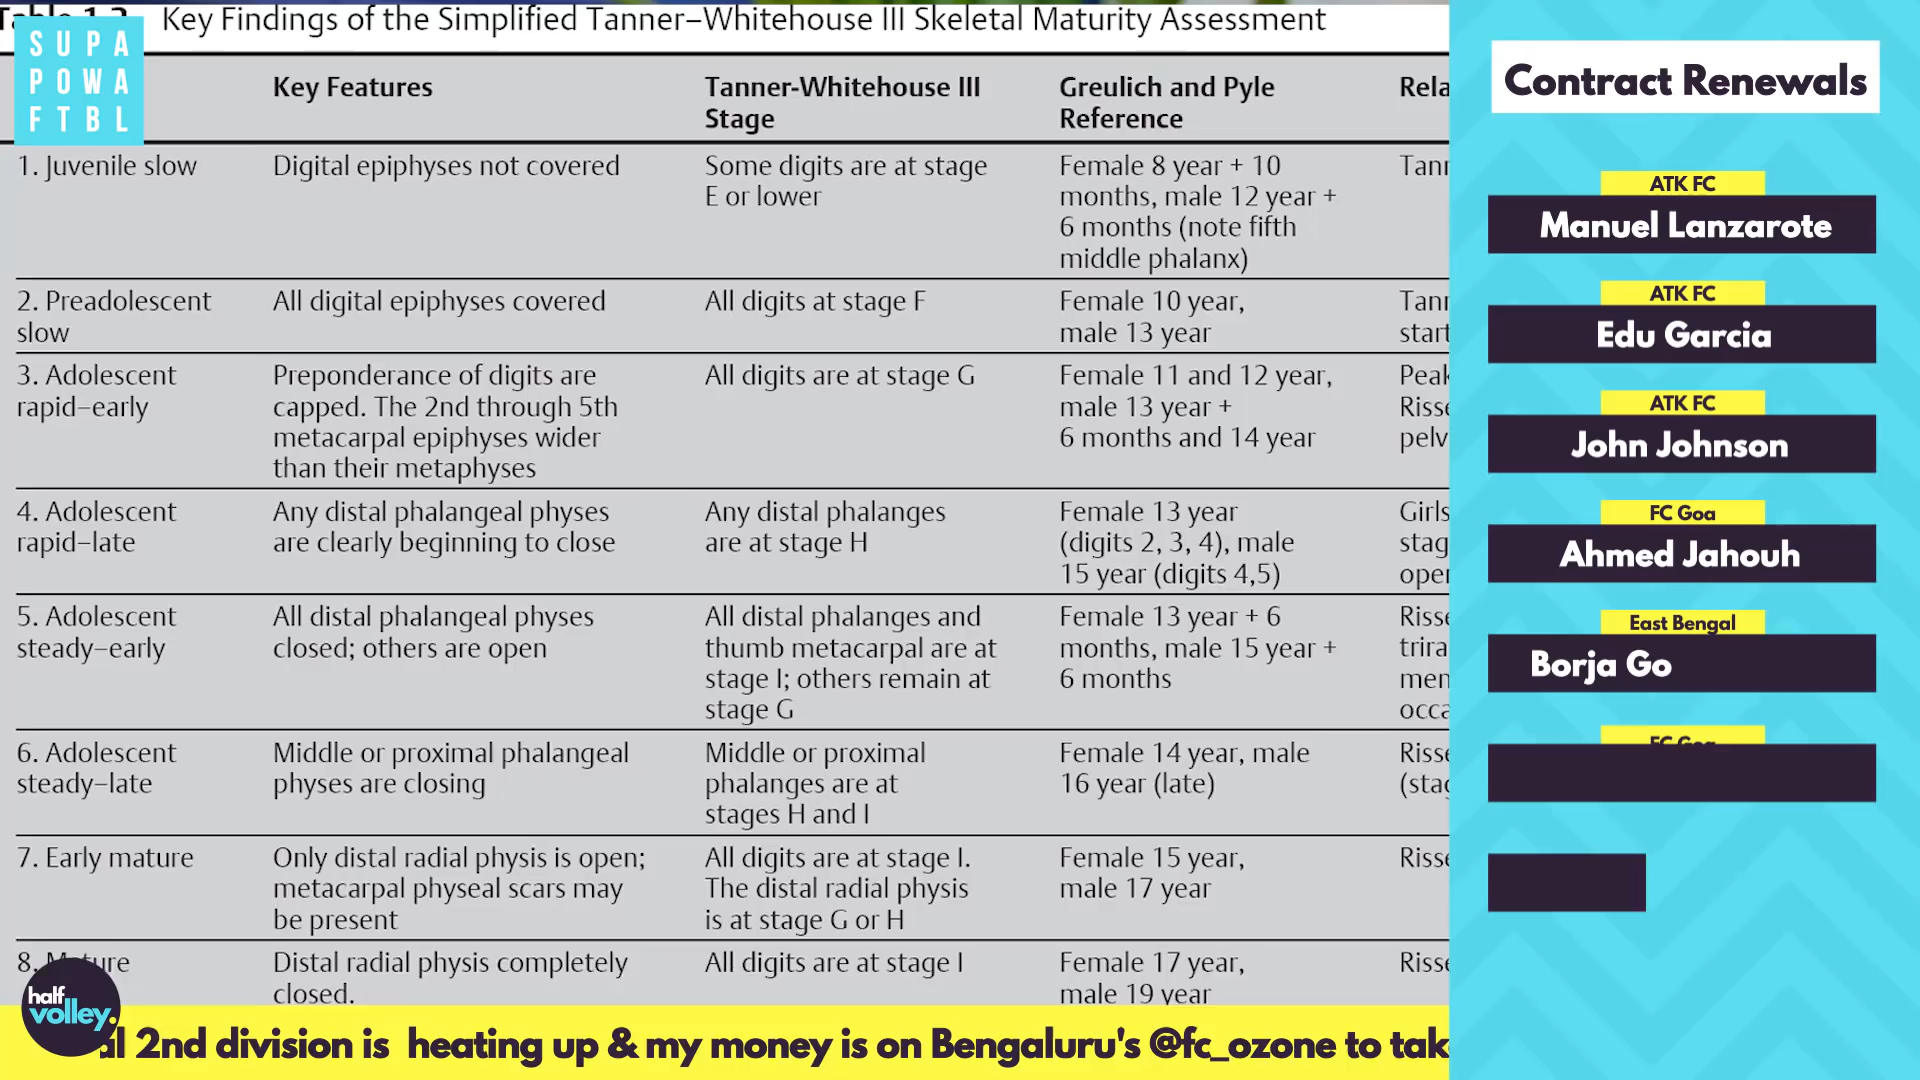 Key Findings of the Simplified Tanner–Whitehouse III Skeletal Maturity Assessment
SUPA
POWA
FTBL
Key Features
Tanner-Whitehouse III
Stage
Greulich and Pyle
Reference
1. Juvenile slow
Digital epiphyses not covered
Some digits are at stage
E or lower
Female 8 year + 10
months, male 12 year +
6 months (note fifth
middle phalanx)
2. Preadolescent
slow
All digital epiphyses covered
All digits at stage F
Female 10 year,
male 13 year
3. Adolescent
rapid–early
Preponderance of digits are
capped. The 2nd through 5th
metacarpal epiphyses wider
than their metaphyses
All digits are at stage G
Female 11 and 12 year,
male 13 year +
6 months and 14 year
4. Adolescent
rapid–late
Any distal phalangeal physes
are clearly beginning to close
Any distal phalanges
are at stage H
Female 13 year
(digits 2, 3, 4), male
15 year (digits 4,5)
Girls
5. Adolescent
steady–early
All distal phalangeal physes
closed; others are open
All distal phalanges and
thumb metacarpal are at
stage I; others remain at
stage G
Female 13 year + 6
months, male 15 year +
6 months
6. Adolescent
steady–late
Middle or proximal phalangeal
physes are closing
Middle or proximal
phalanges are at
stages H and I
Female 14 year, male
16 year (late)
7. Early mature
Only distal radial physis is open;
metacarpal physeal scars may
be present
All digits are at stage I.
The distal radial physis
is at stage G or H
Female 15 year,
male 17 year
8.
Distal radial physis completely
closed.
All digits are at stage I
Female 17 year,
male 19 year
half
volley.
2nd division is heating up & my money is on Bengaluru's @fc_ozone to tak
Contract Renewals
ATK FC
Manuel Lanzarote
ATK FC
Edu Garcia
ATK FC
John Johnson
FC Goa
Ahmed Jahouh
East Bengal
Borja Go
FC Goa